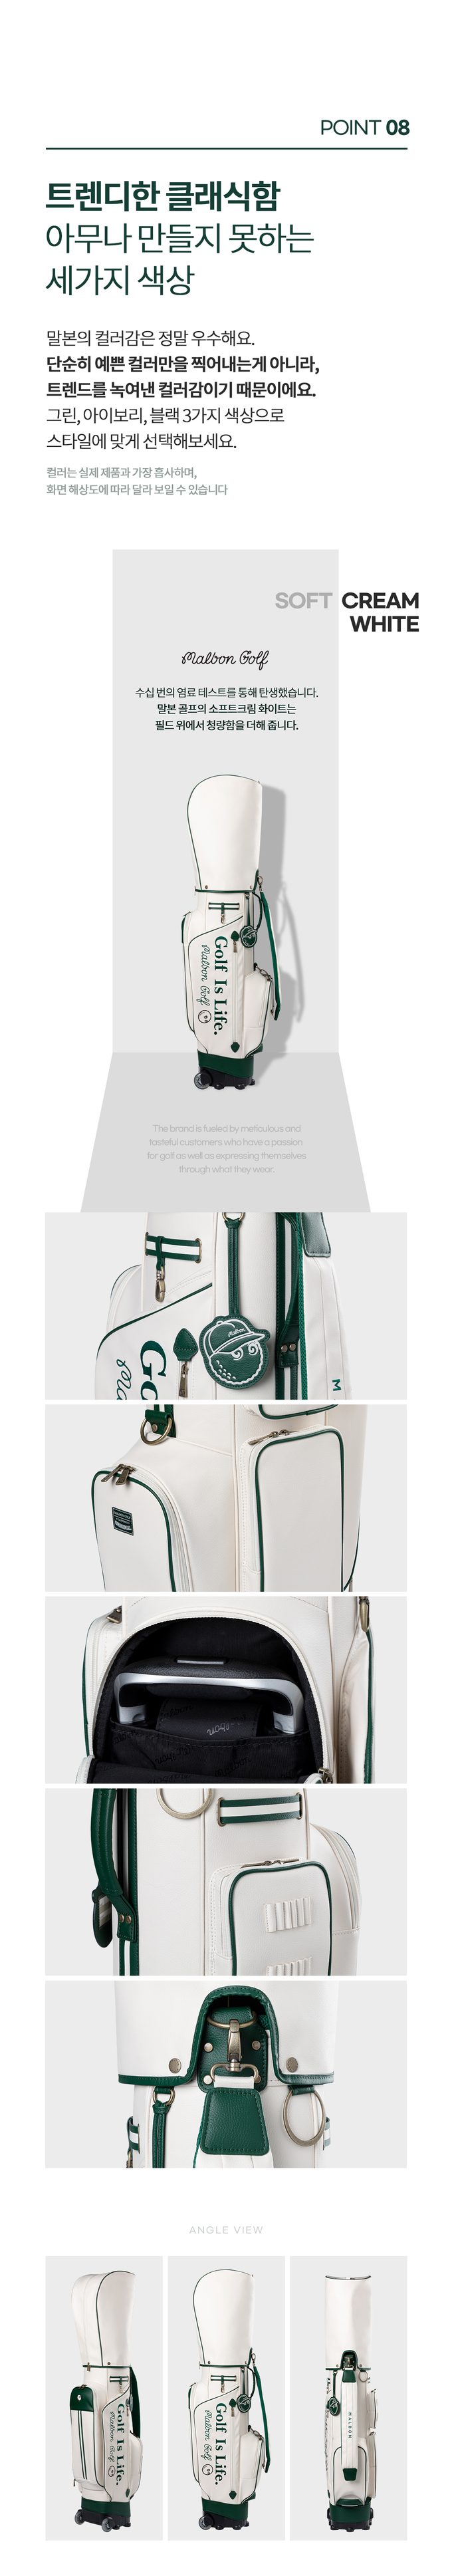 POINT 08
트렌디한 클래식함
아무나 만들지 못하는
세가지 색상
말본의 컬러감은 정말 우수해요.
단순히 예쁜 컬러만을 찍어내는게 아니라,
트렌드를 녹여낸 컬러감이기 때문이에요.
그린, 아이보리, 블랙 3가지 색상으로
스타일에 맞게 선택해보세요.
컬러는 실제 제품과 가장 흡사하며,
화면 해상도에 따라 달라 보일 수 있습니다
SOFT CREAM
WHITE
Malbon Golf
수십 번의 염료 테스트를 통해 탄생했습니다.
말본 골프의 소프트크림 화이트는
필드 위에서 청량함을 더해 줍니다.
Golf Is Life.
Malbon Golf
The brand is fueled by meticulous and
tasteful customers who have a passion
for golf as well as expressing themselves
through what they wear.
Malbon
Go
Ma
M
lbon
ANGLE VIEW
Golf Is Life.
Malbon Golf
Golf Is Life.
Malbon Golf
MALBON